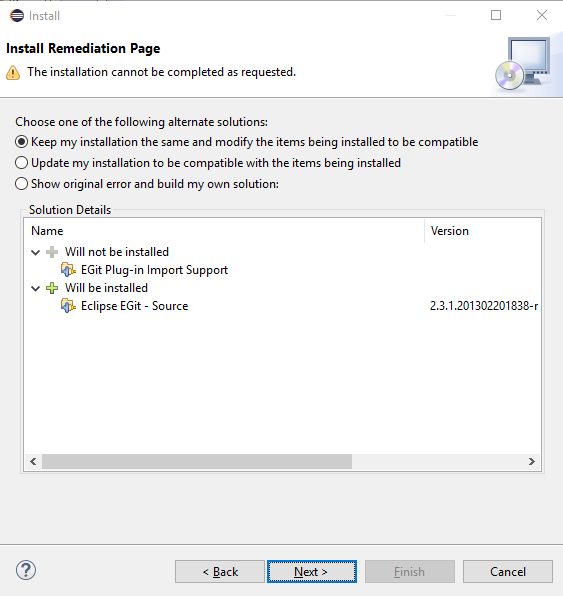 Install
Install Remediation Page
The installation cannot be completed as requested.
Choose one of the following alternate solutions:
Keep my installation the same and modify the items being installed to be compatible
Update my installation to be compatible with the items being installed
Show original error and build my own solution:
Solution Details
Name Version
Will not be installed
EGit Plug-in Import Support
Will be installed
Eclipse EGit - Source 2.3.1.201302201838-r
? < Back Next > Finish Cancel